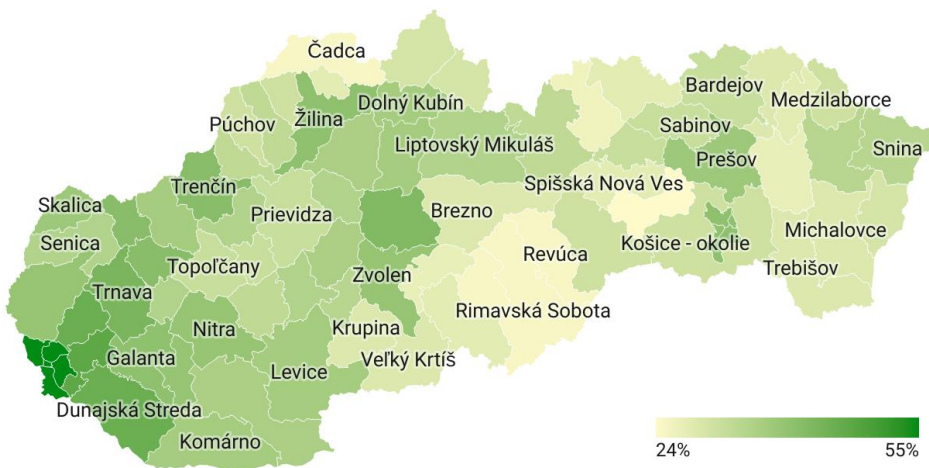 Čadca
Bardejov
Dolný Kubín
Medzilaborce
Žilina
Púchov
Sabinov
Liptovský Mikuláš
Snina
Prešov
Trenčín
Spišská Nová Ves
Skalica
Prievidza
Brezno
Senica
Michalovce
Košice - okolie
Revúca
Topoľčany
Trebišov
Zvolen
Trnava
Rimavská Sobota
Nitra
Krupina
Galanta
Veľký Krtíš
Levice
Dunajská Streda
Komárno
24%
55%